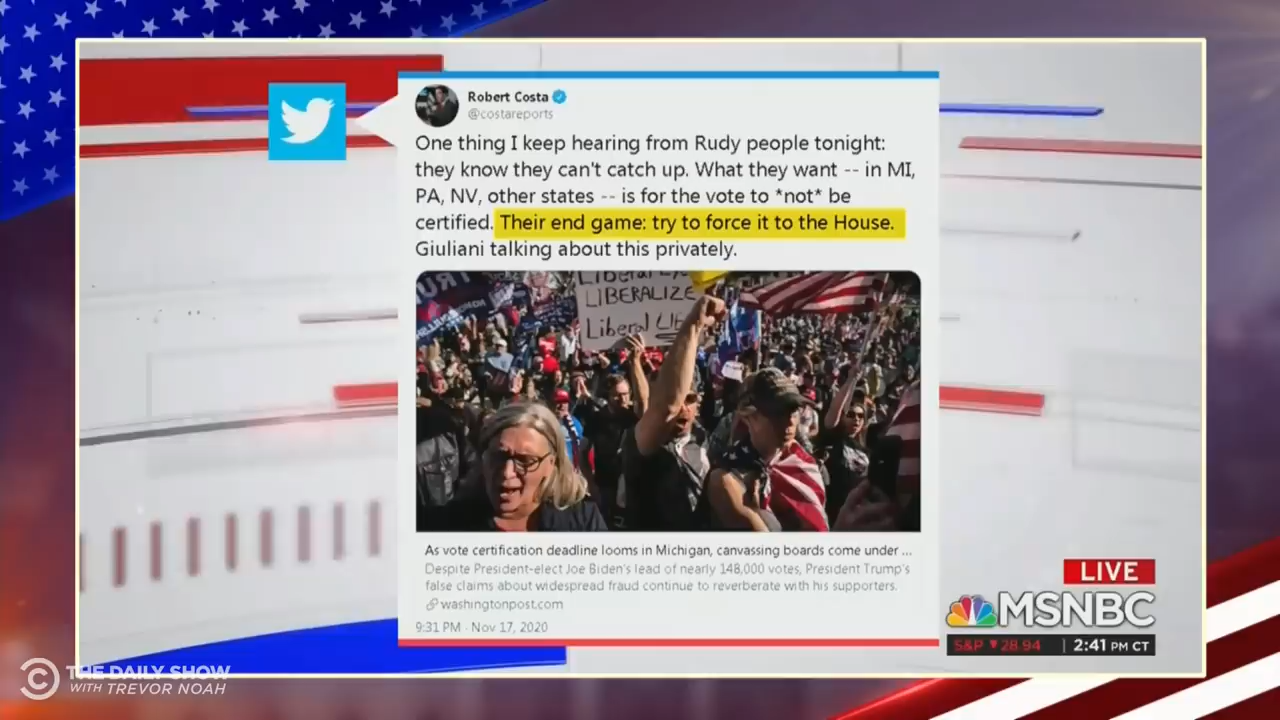 Robert Costa
@costareports
One thing I keep hearing from Rudy people tonight:
they know they can't catch up. What they want -- in MI,
PA, NV, other states -- is for the vote to *not* be
certified. Their end game: try to force it to the House.
Giuliani talking about this privately.
LIBERALIZE
Liberal LIE
As vote certification deadline looms in Michigan, canvassing boards come under ...
Despite President-elect Joe Biden's lead of nearly 148,000 votes, President Trump's
false claims about widespread fraud continue to reverberate with his supporters.
washingtonpost.com
9:31 PM · Nov 17, 2020
LIVE
MSNBC
S&P ▼28.94 2:41 PM CT
THE DAILY SHOW
WITH TREVOR NOAH